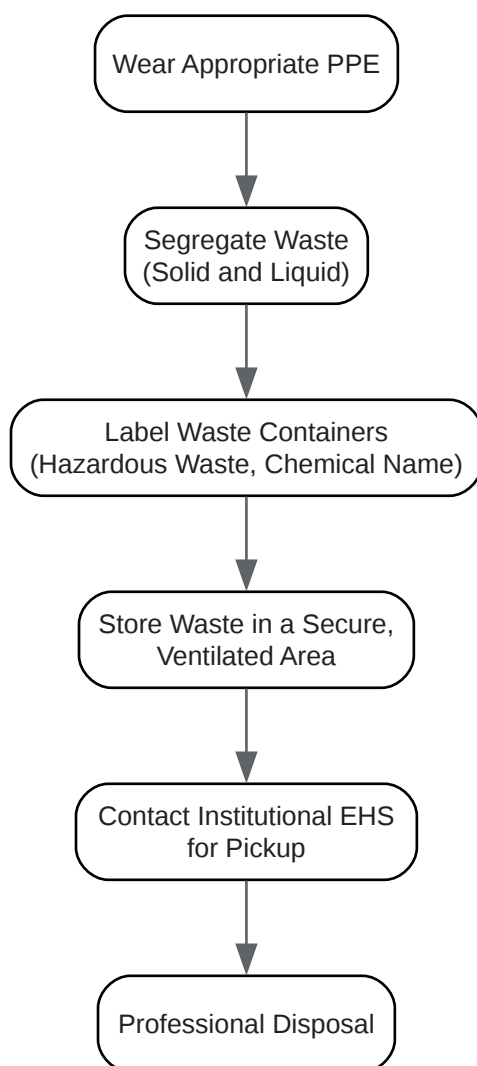 Wear Appropriate PPE
Segregate Waste
(Solid and Liquid)
Label Waste Containers
(Hazardous Waste, Chemical Name)
Store Waste in a Secure,
Ventilated Area
Contact Institutional EHS
for Pickup
Professional Disposal